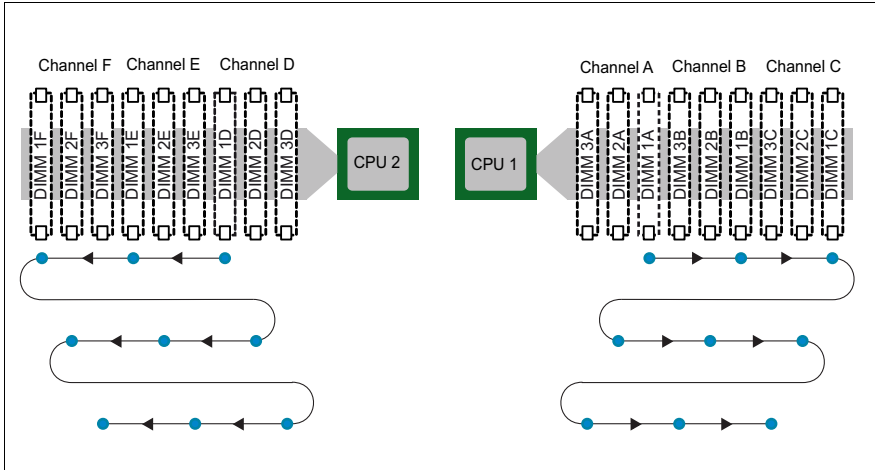 Channel F
Channel E
Channel D
Channel A
Channel B
Channel C
DIMM 1F
DIMM 2F
DIMM 3F
DIMM 1E
DIMM 2E
DIMM 3E
DIMM 1D
DIMM 2D
DIMM 3D
CPU 2
CPU 1
DIMM 3A
DIMM 2A
DIMM 1A
DIMM 3B
DIMM 2B
DIMM 1B
DIMM 3C
DIMM 2C
DIMM 1C